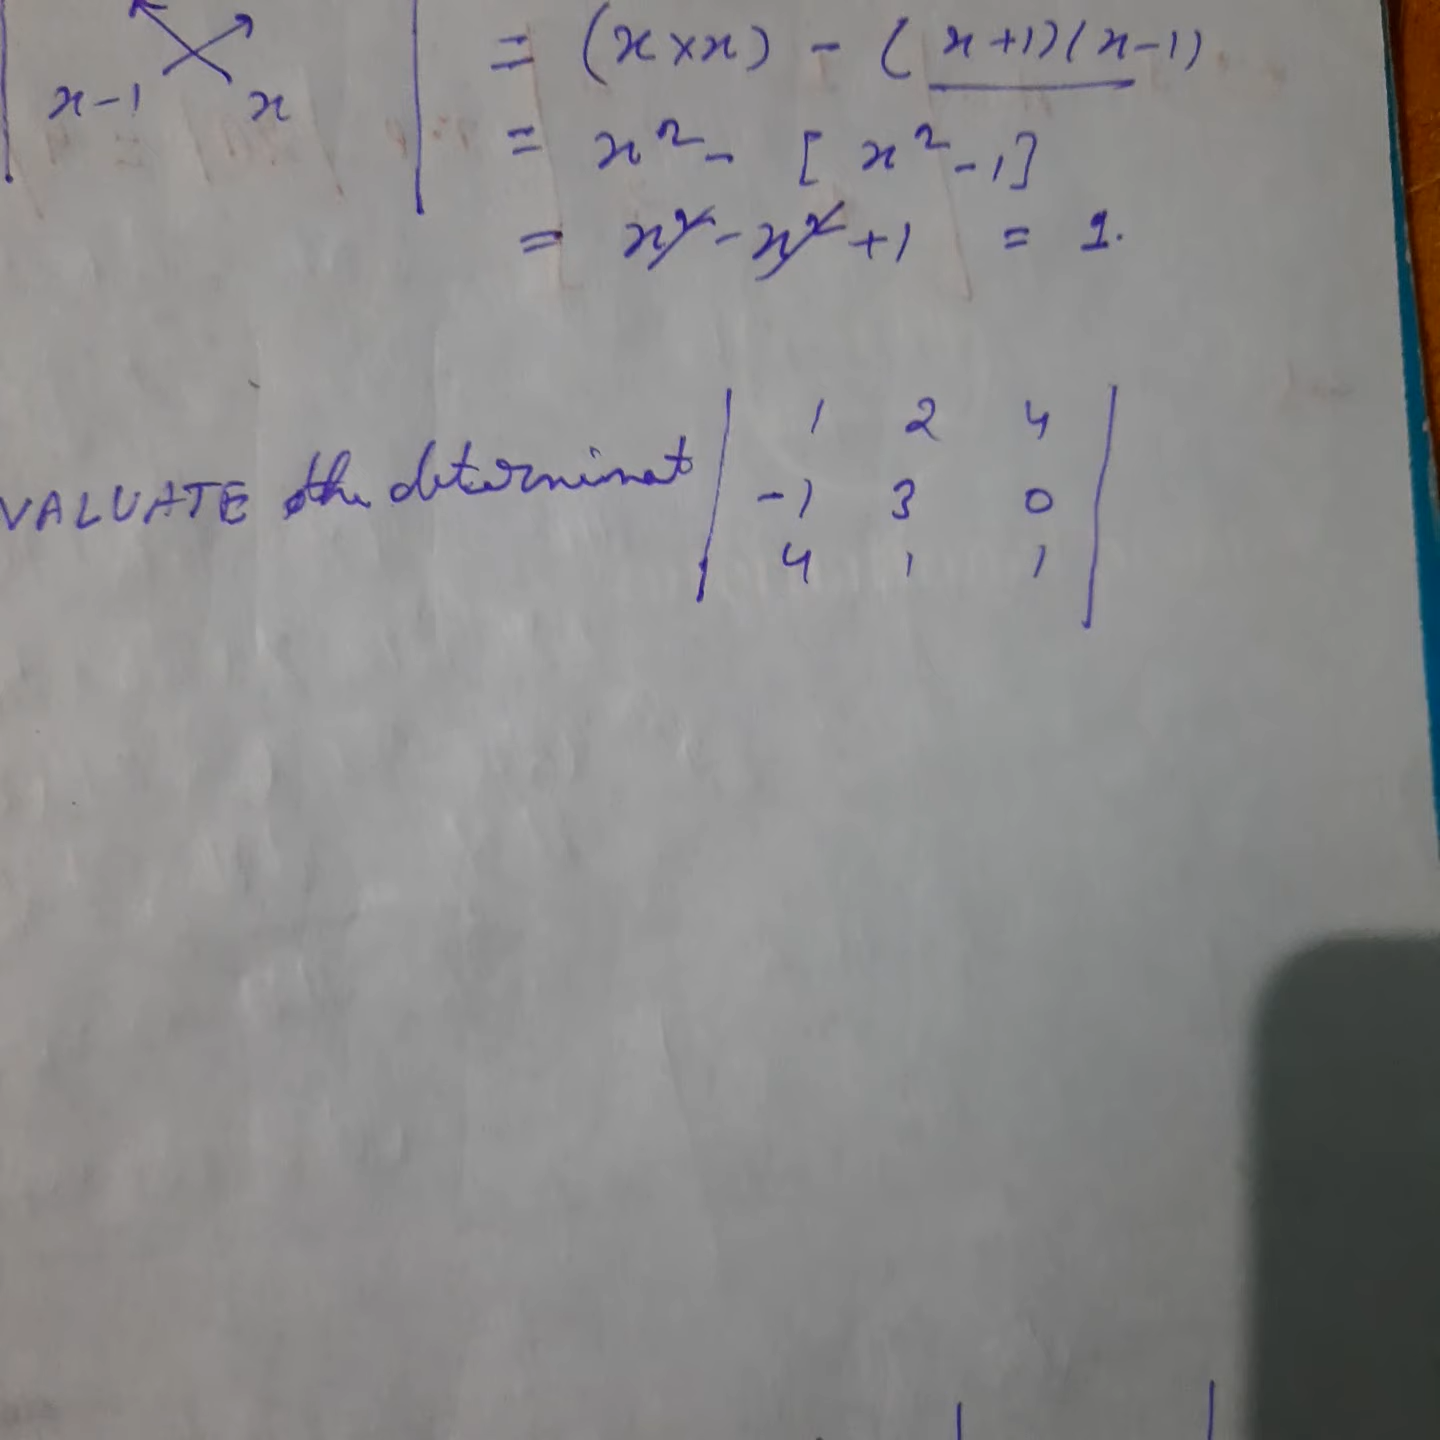 = (x × x) - (x+1)(x-1)
x-1 x
= x² - [x² -1]
= x² - x² + 1 = 1.
VALUATE the determinat | 1 2 4 |
| -1 3 0 |
| 4 1 1 |